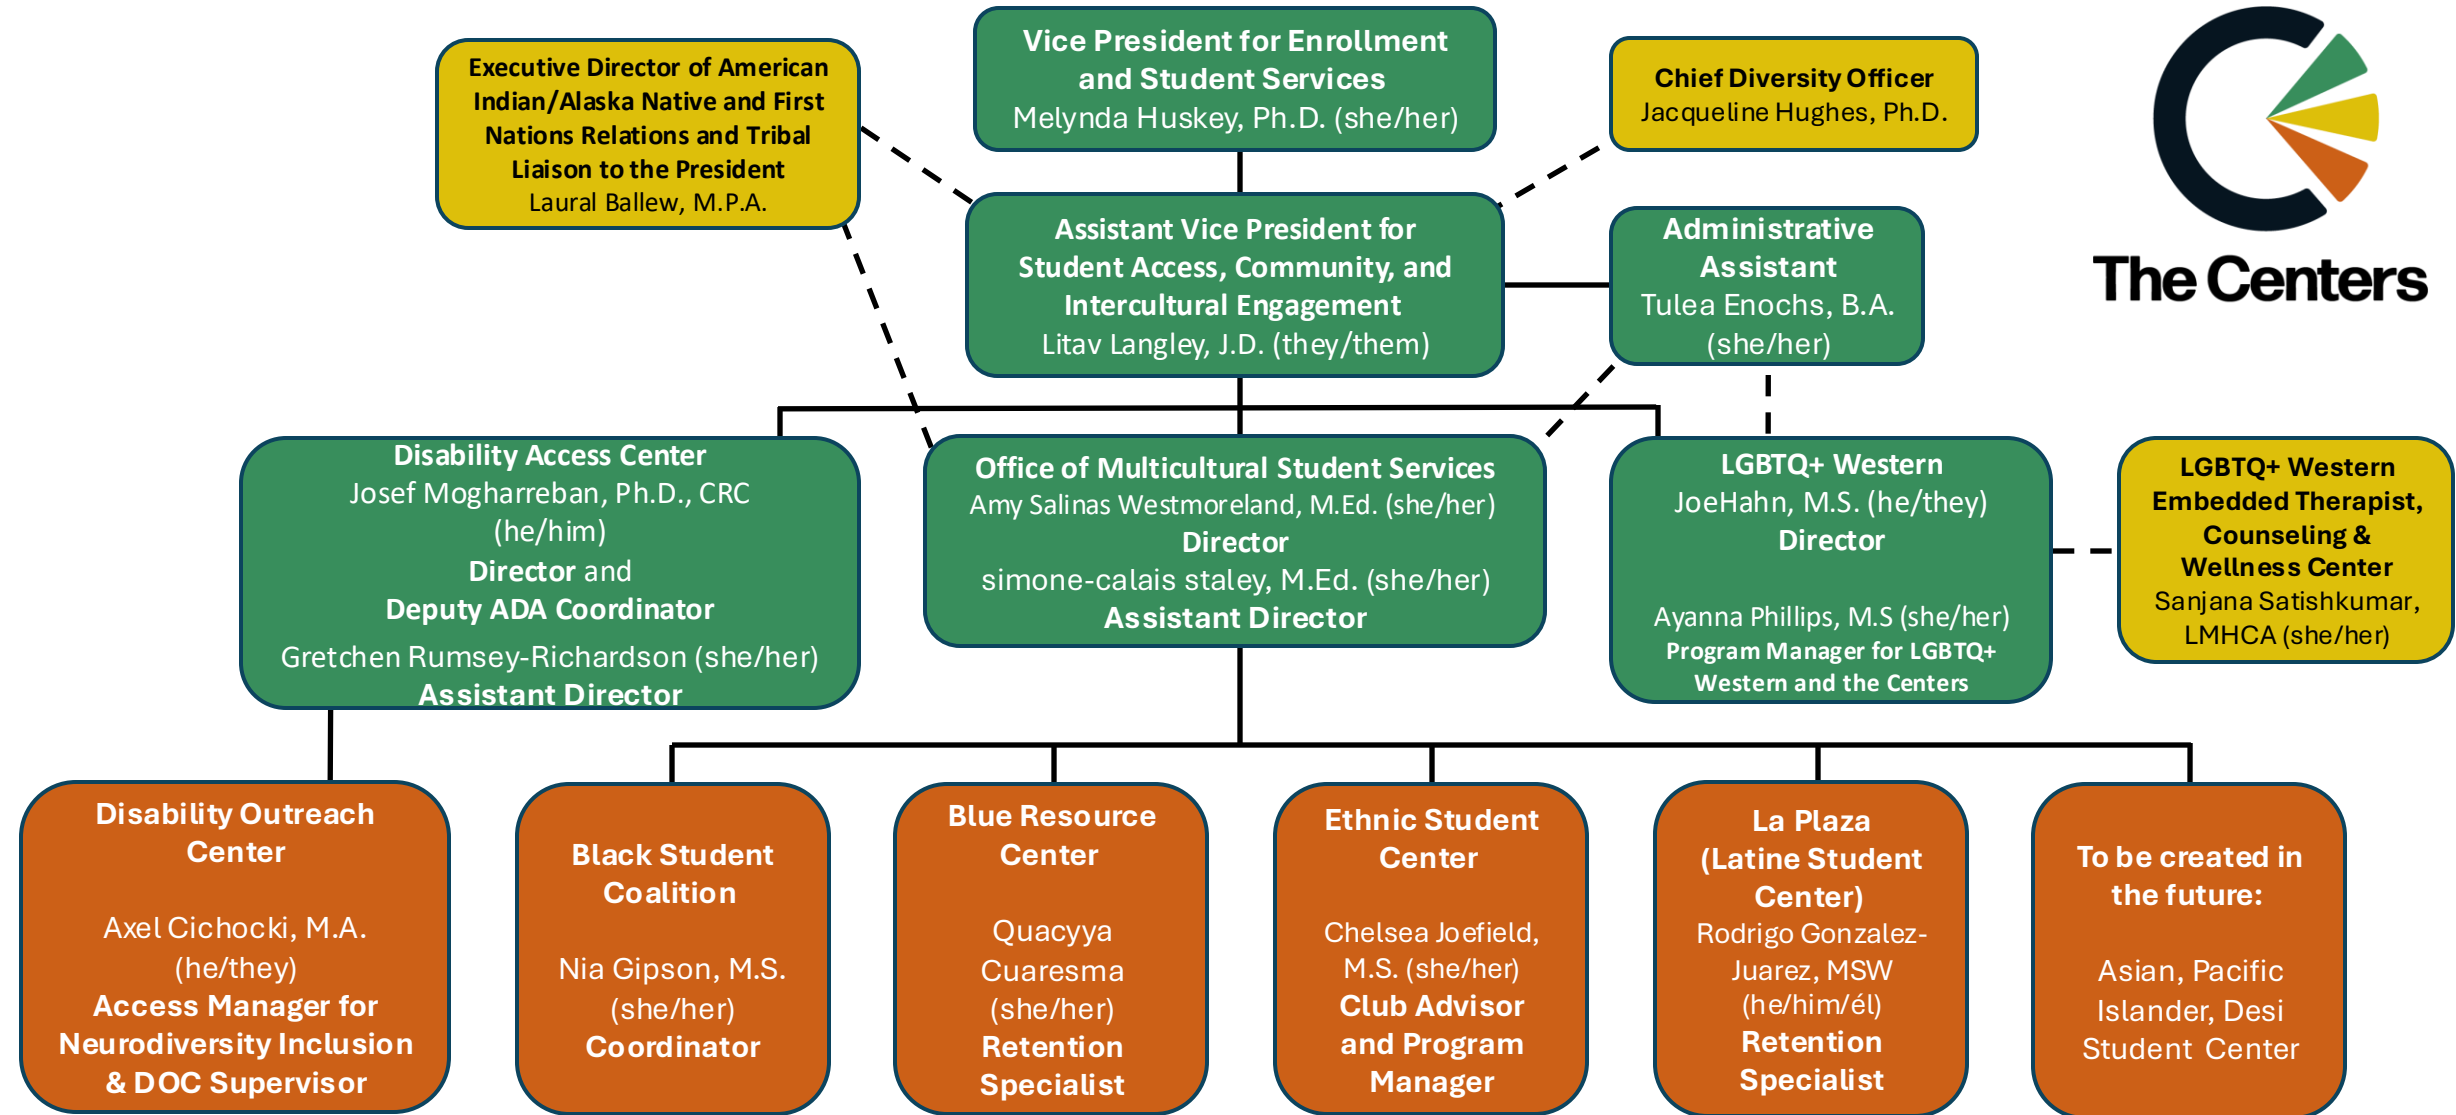 Vice President for Enrollment
and Student Services
Melynda Huskey, Ph.D. (she/her)
Executive Director of American
Indian/Alaska Native and First
Nations Relations and Tribal
Liaison to the President
Laural Ballew, M.P.A.
Chief Diversity Officer
Jacqueline Hughes, Ph.D.
The Centers
Assistant Vice President for
Student Access, Community, and
Intercultural Engagement
Litav Langley, J.D. (they/them)
Administrative
Assistant
Tulea Enochs, B.A.
(she/her)
Disability Access Center
Josef Mogharreban, Ph.D., CRC
(he/him)
Director and
Deputy ADA Coordinator
Gretchen Rumsey-Richardson (she/her)
Assistant Director
Office of Multicultural Student Services
Amy Salinas Westmoreland, M.Ed. (she/her)
Director
simone-calais staley, M.Ed. (she/her)
Assistant Director
LGBTQ+ Western
JoeHahn, M.S. (he/they)
Director
Ayanna Phillips, M.S (she/her)
Program Manager for LGBTQ+
Western and the Centers
LGBTQ+ Western
Embedded Therapist,
Counseling &
Wellness Center
Sanjana Satishkumar,
LMHCA (she/her)
Disability Outreach
Center
Axel Cichocki, M.A.
(he/they)
Access Manager for
Neurodiversity Inclusion
& DOC Supervisor
Black Student
Coalition
Nia Gipson, M.S.
(she/her)
Coordinator
Blue Resource
Center
Quacyya
Cuaresma
(she/her)
Retention
Specialist
Ethnic Student
Center
Chelsea Joefield,
M.S. (she/her)
Club Advisor
and Program
Manager
La Plaza
(Latine Student
Center)
Rodrigo Gonzalez-
Juarez, MSW
(he/him/él)
Retention
Specialist
To be created in
the future:
Asian, Pacific
Islander, Desi
Student Center